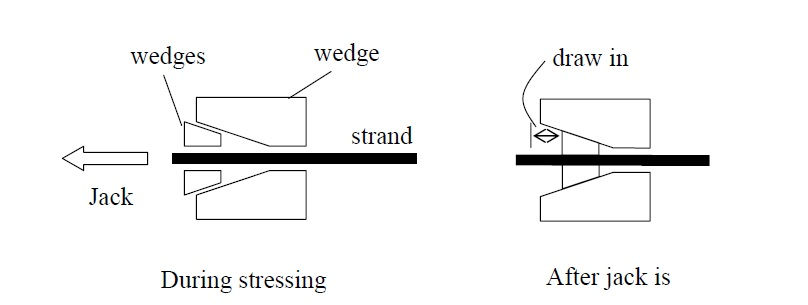 wedges
wedge
strand
Jack
During stressing
draw in
After jack is